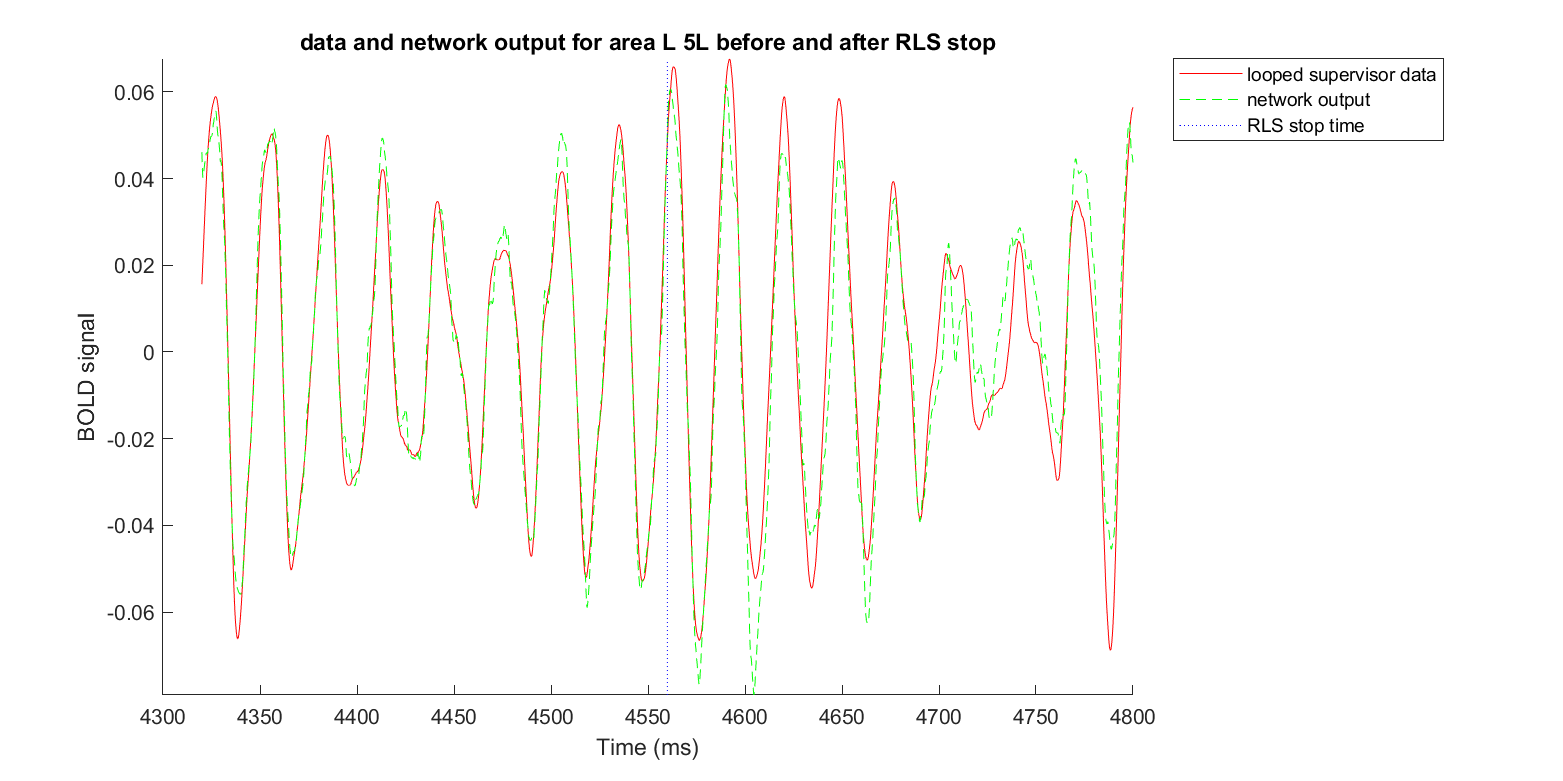 data and network output for area L 5L before and after RLS stop
looped supervisor data
network output
RLS stop time
BOLD signal
0.06
0.04
0.02
0
-0.02
-0.04
-0.06
4300 4350 4400 4450 4500 4550 4600 4650 4700 4750 4800
Time (ms)